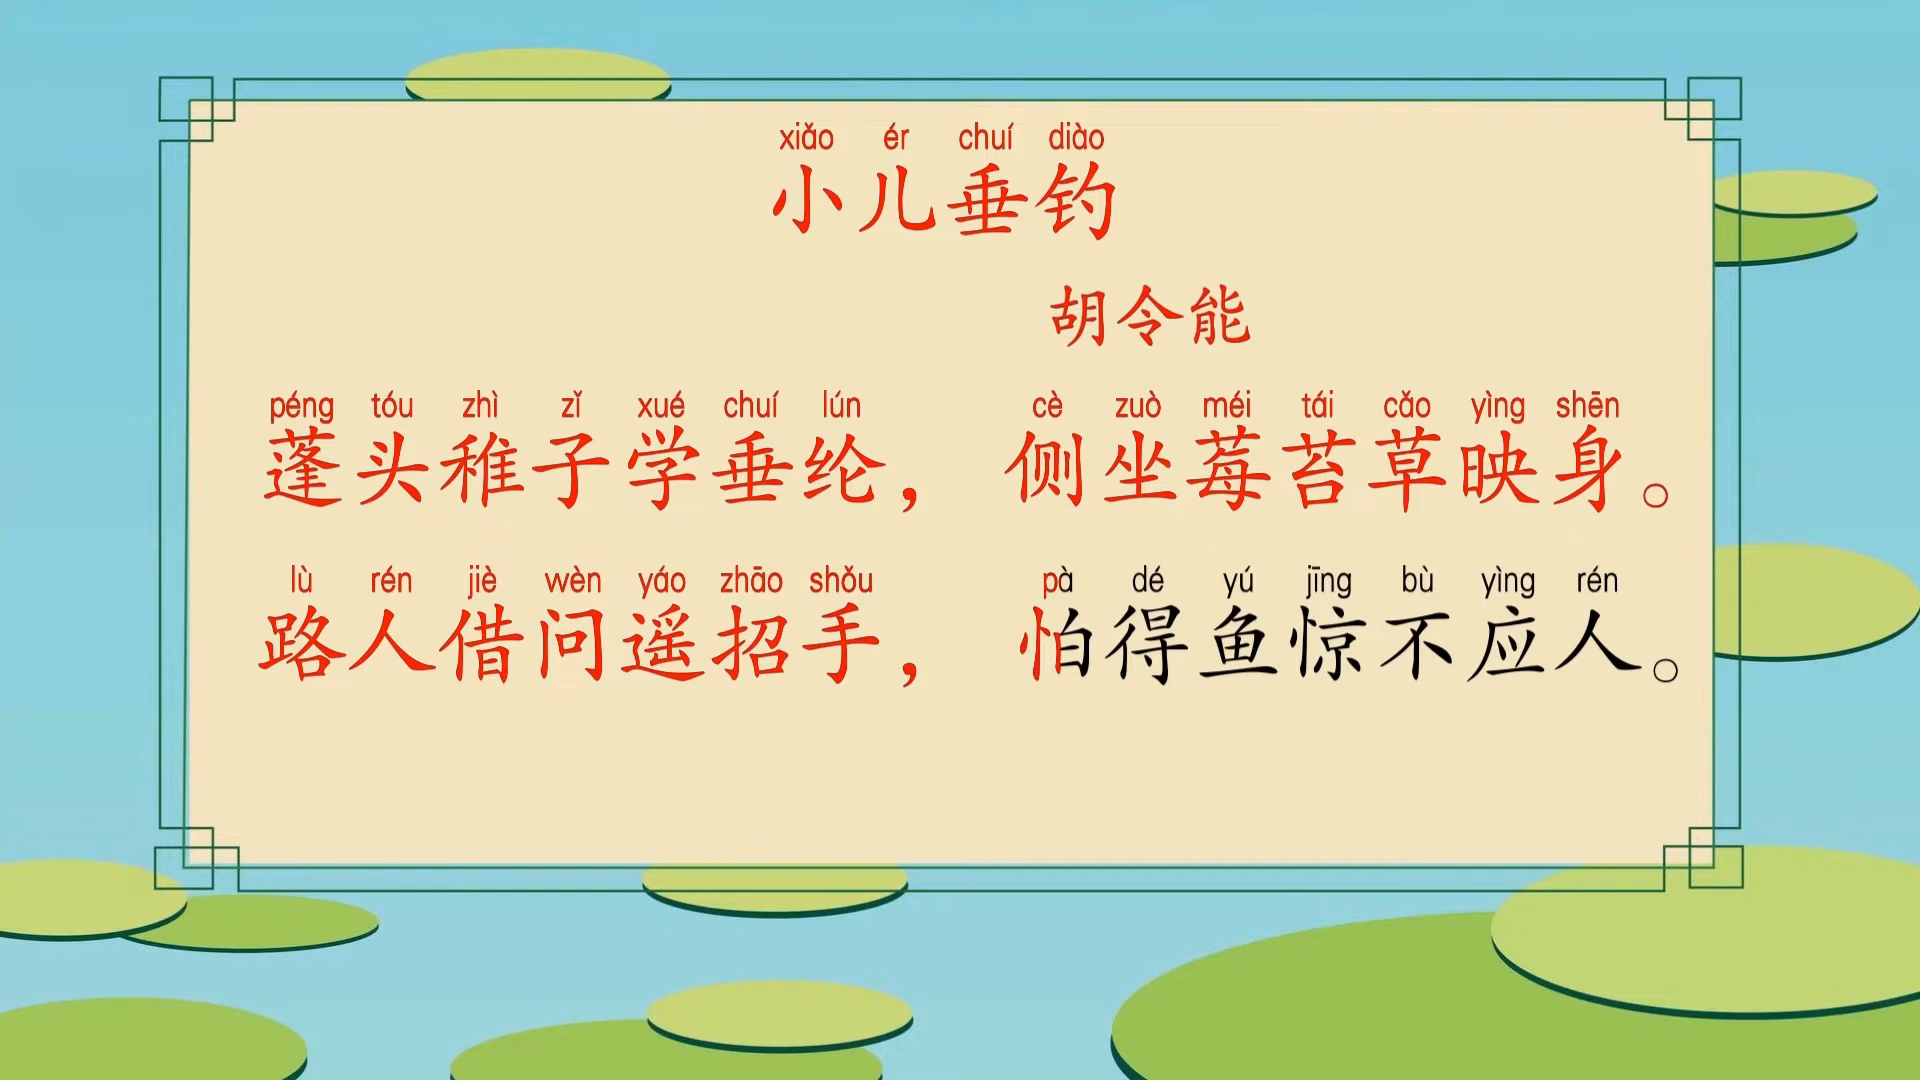 xiǎo ér chuí diào
小儿垂钓
胡令能
péng tóu zhì zǐ xué chuí lún cè zuò méi tái cǎo yìng shēn
蓬头稚子学垂纶，侧坐莓苔草映身。
lù rén jiè wèn yáo zhāo shǒu pà dé yú jīng bù yìng rén
路人借问遥招手，怕得鱼惊不应人。